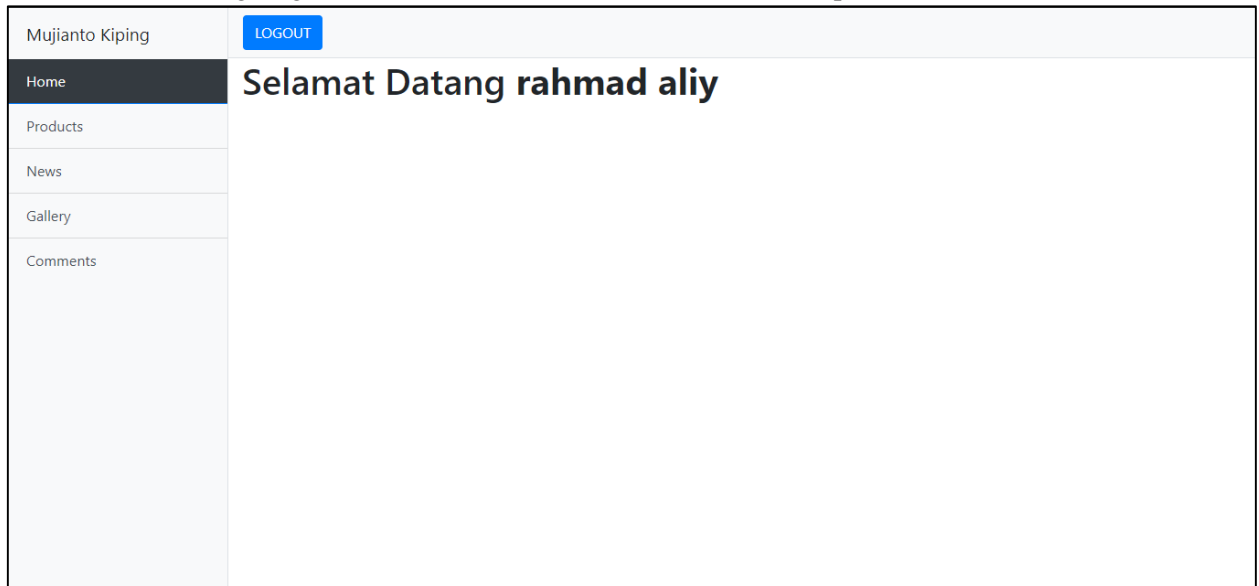 Mujianto Kiping
LOGOUT
Home
Selamat Datang rahmad aliy
Products
News
Gallery
Comments